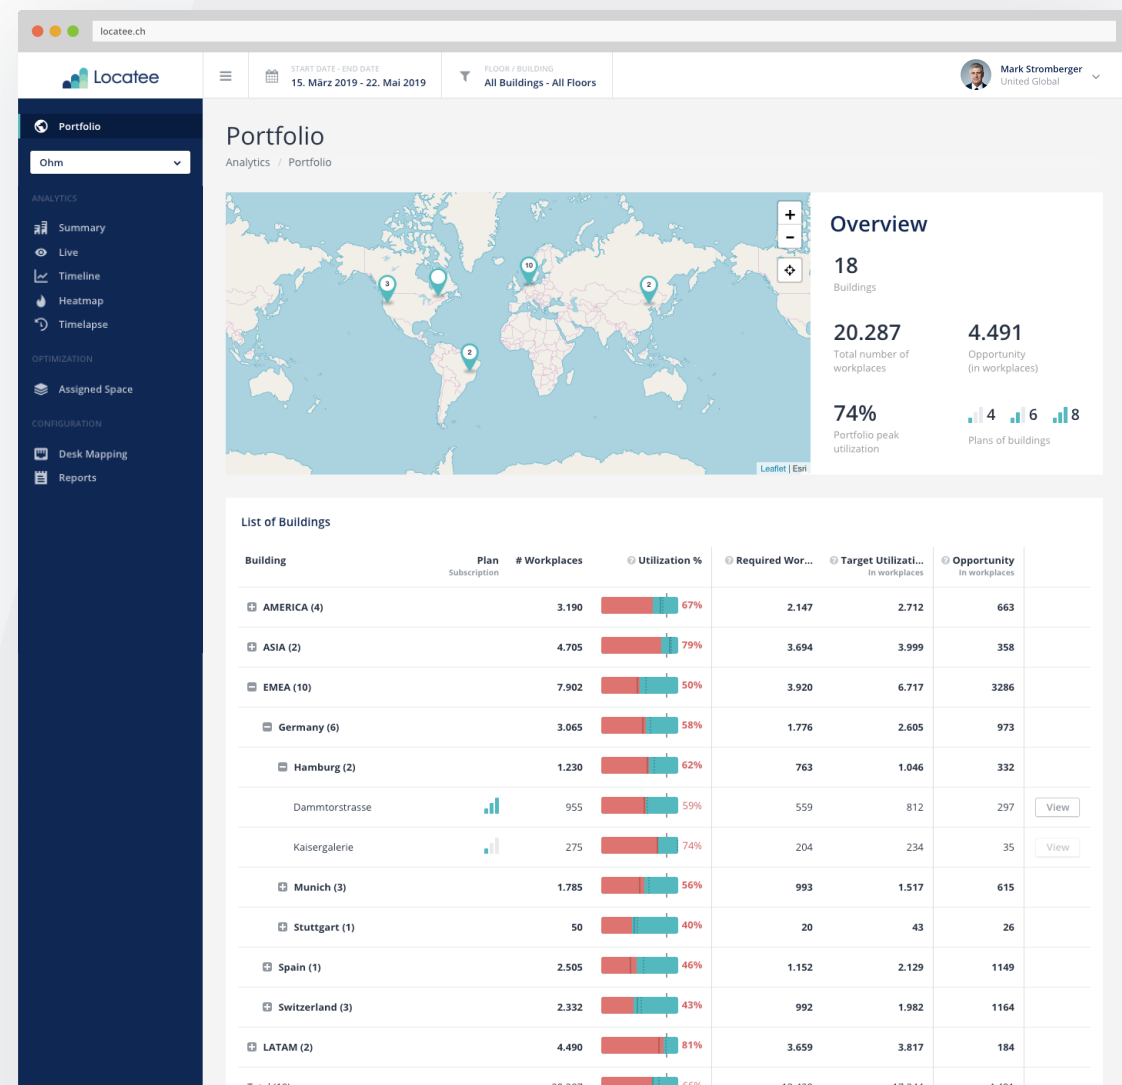 locatee.ch
Locatee
START DATE - END DATE
15. März 2019 - 22. Mai 2019
FLOOR / BUILDING
All Buildings - All Floors
Mark Stromberger
United Global
Portfolio
Ohm
ANALYTICS
Summary
Live
Timeline
Heatmap
Timelapse
OPTIMIZATION
Assigned Space
CONFIGURATION
Desk Mapping
Reports
Portfolio
Analytics / Portfolio
3
10
2
2
+
−
Leaflet | Esri
Overview
18
Buildings
20.287
Total number of
workplaces
4.491
Opportunity
(in workplaces)
74%
Portfolio peak
utilization
4 6 8
Plans of buildings
List of Buildings
Building Plan # Workplaces Utilization % Required Wor... Target Utilizati... Opportunity
Subscription In workplaces In workplaces
AMERICA (4) 3.190 67% 2.147 2.712 663
ASIA (2) 4.705 79% 3.694 3.999 358
EMEA (10) 7.902 50% 3.920 6.717 3286
Germany (6) 3.065 58% 1.776 2.605 973
Hamburg (2) 1.230 62% 763 1.046 332
Dammtorstrasse 955 59% 559 812 297 View
Kaisergalerie 275 74% 204 234 35 View
Munich (3) 1.785 56% 993 1.517 615
Stuttgart (1) 50 40% 20 43 26
Spain (1) 2.505 46% 1.152 2.129 1149
Switzerland (3) 2.332 43% 992 1.982 1164
LATAM (2) 4.490 81% 3.659 3.817 184